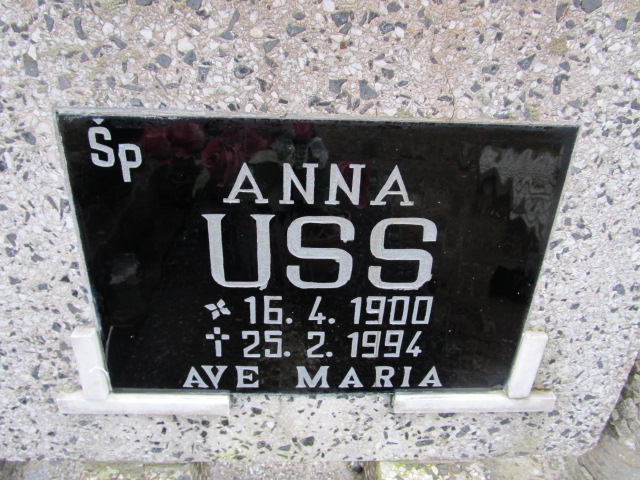 ŠP
ANNA
USS
* 16. 4. 1900
† 25. 2. 1994
AVE MARIA